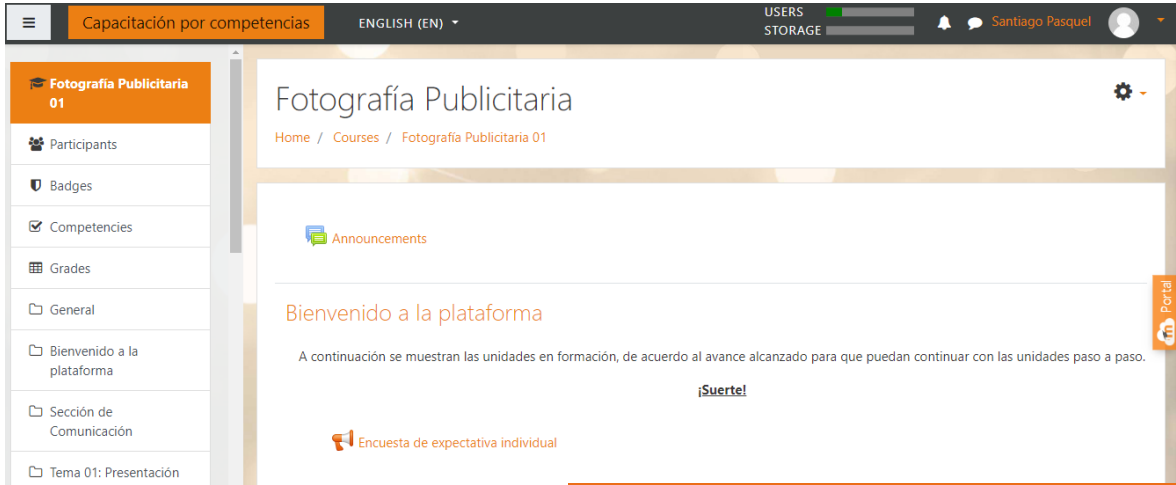 Capacitación por competencias
ENGLISH (EN)
USERS
STORAGE
Santiago Pasquel
Fotografía Publicitaria
01
Participants
Badges
Competencies
Grades
General
Bienvenido a la
plataforma
Sección de
Comunicación
Tema 01: Presentación
Fotografía Publicitaria
Home / Courses / Fotografía Publicitaria 01
Announcements
Bienvenido a la plataforma
A continuación se muestran las unidades en formación, de acuerdo al avance alcanzado para que puedan continuar con las unidades paso a paso.
¡Suerte!
Encuesta de expectativa individual
m Portal